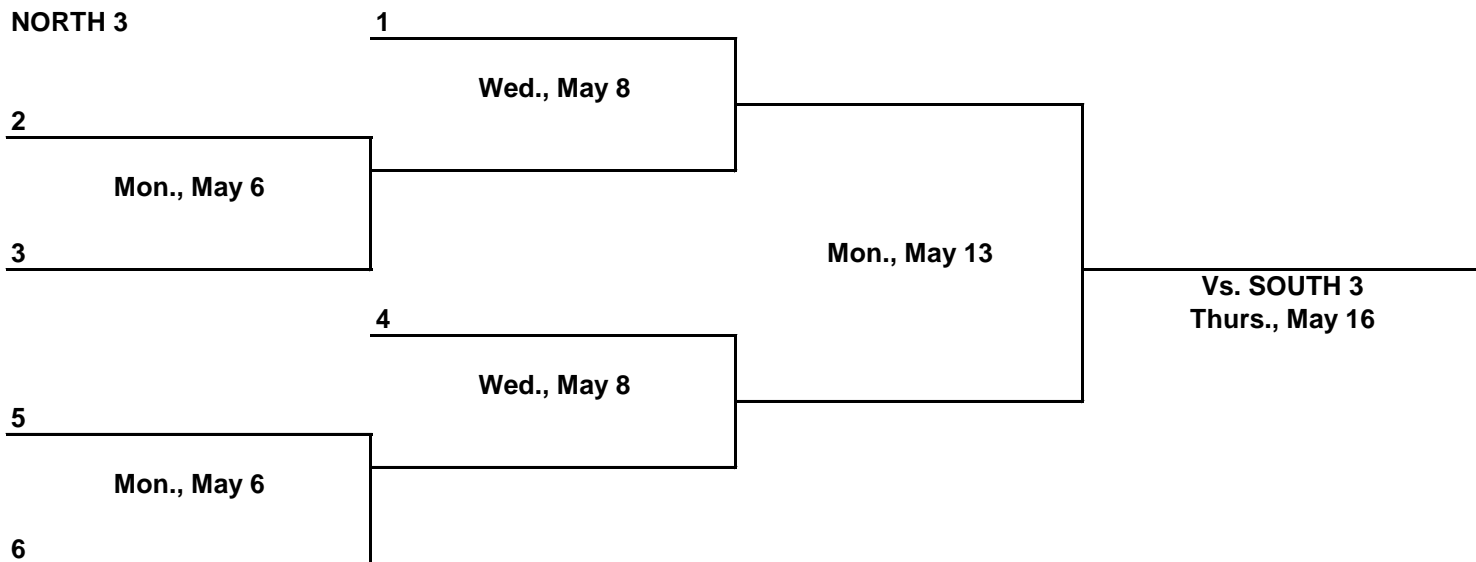 NORTH 3
1
Wed., May 8
2
Mon., May 6
3
Mon., May 13
Vs. SOUTH 3
Thurs., May 16
4
Wed., May 8
5
Mon., May 6
6